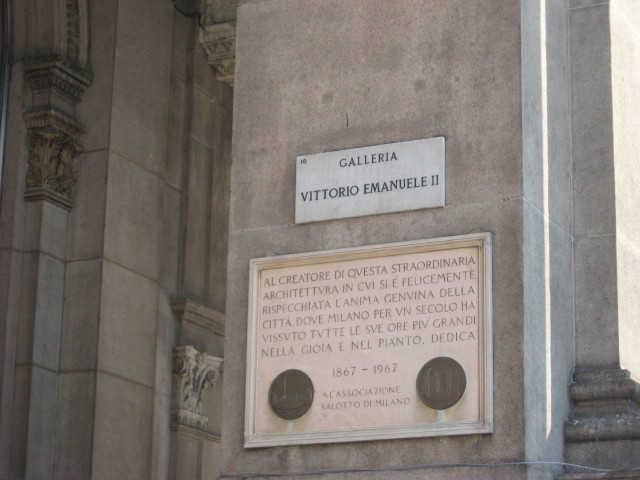 10
GALLERIA
VITTORIO EMANUELE II
AL CREATORE DI QVESTA STRAORDINARIA
ARCHITETTVRA IN CVI SI È FELICEMENTE
RISPECCHIATA L'ANIMA GENVINA DELLA
CITTÀ, DOVE MILANO PER VN SECOLO HA
VISSVTO TVTTE LE SVE ORE PIV GRANDI
NELLA GIOIA E NEL PIANTO. DEDICA
1867 - 1967
L'ASSOCIAZIONE
SALOTTO DI MILANO